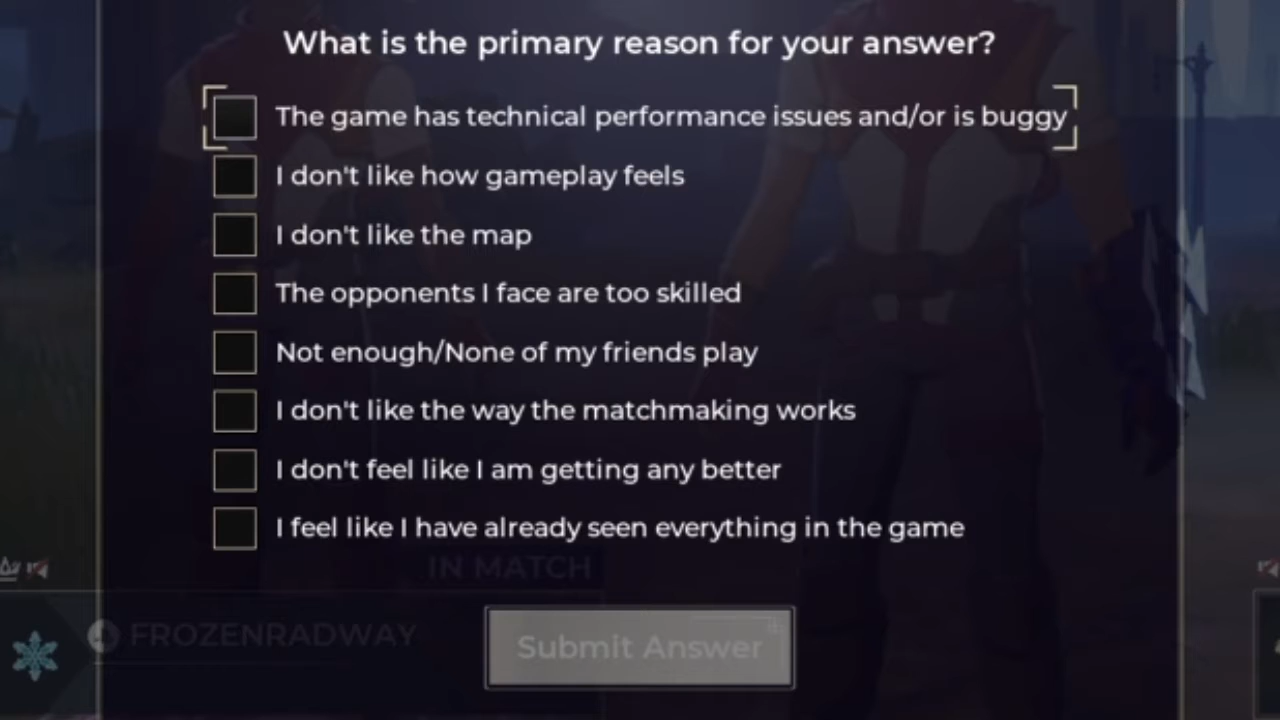 What is the primary reason for your answer?
The game has technical performance issues and/or is buggy
I don't like how gameplay feels
I don't like the map
The opponents I face are too skilled
Not enough/None of my friends play
I don't like the way the matchmaking works
I don't feel like I am getting any better
I feel like I have already seen everything in the game
IN MATCH
FROZENRADWAY
Submit Answer